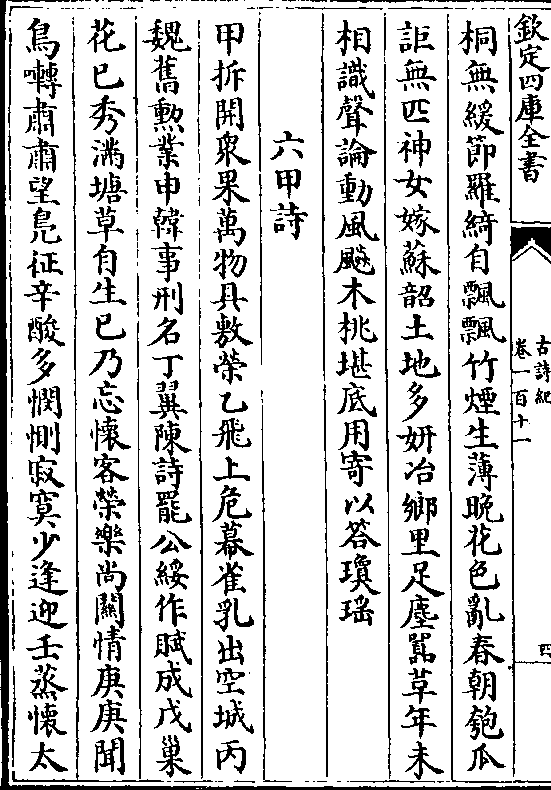 欽定四庫全書
古詩紀
卷一百十一
四
桐無緩節羅綺自飄飄竹煙生薄晚花色亂春朝匏瓜
詎無匹神女嫁蘇韶土地多妍冶鄉里足塵囂草年未
相識聲論動風飇木桃堪底用寄以答瓊瑤
六甲詩
甲拆開衆果萬物具敷榮乙飛上危幕雀乳出空城丙
魏舊勲業申韓事刑名丁翼陳詩罷公綏作賦成戊巢
花已秀滿塘草自生巳乃忘懷客榮樂尚關情庚庚聞
鳥囀肅肅望鳬征辛酸多憫惻寂寞少逢迎壬蒸懷太